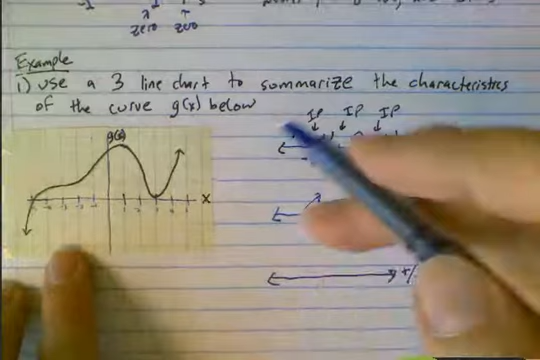 zero zero
Example
1) use a 3 line chart to summarize the characteristics
of the curve g(x) below
IP IP IP
g(x)
x
+/